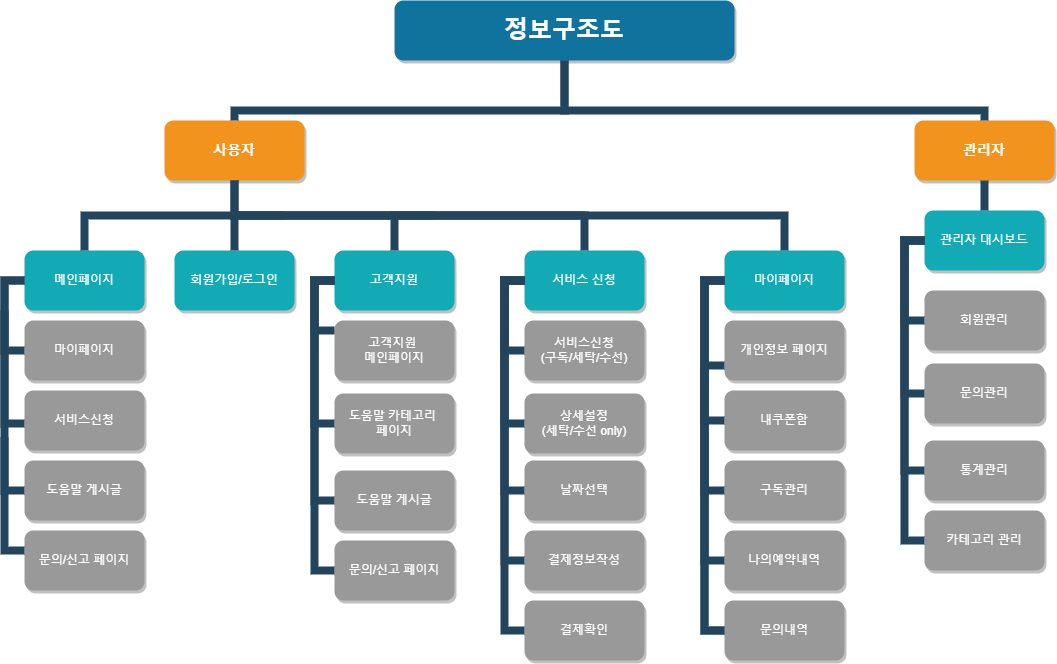 정보구조도
사용자
관리자
메인페이지
마이페이지
서비스신청
도움말 게시글
문의/신고 페이지
회원가입/로그인
고객지원
고객지원
메인페이지
도움말 카테고리
페이지
도움말 게시글
문의/신고 페이지
서비스 신청
서비스신청
(구독/세탁/수선)
상세설정
(세탁/수선 only)
날짜선택
결제정보작성
결제확인
마이페이지
개인정보 페이지
내쿠폰함
구독관리
나의예약내역
문의내역
관리자 대시보드
회원관리
문의관리
통계관리
카테고리 관리